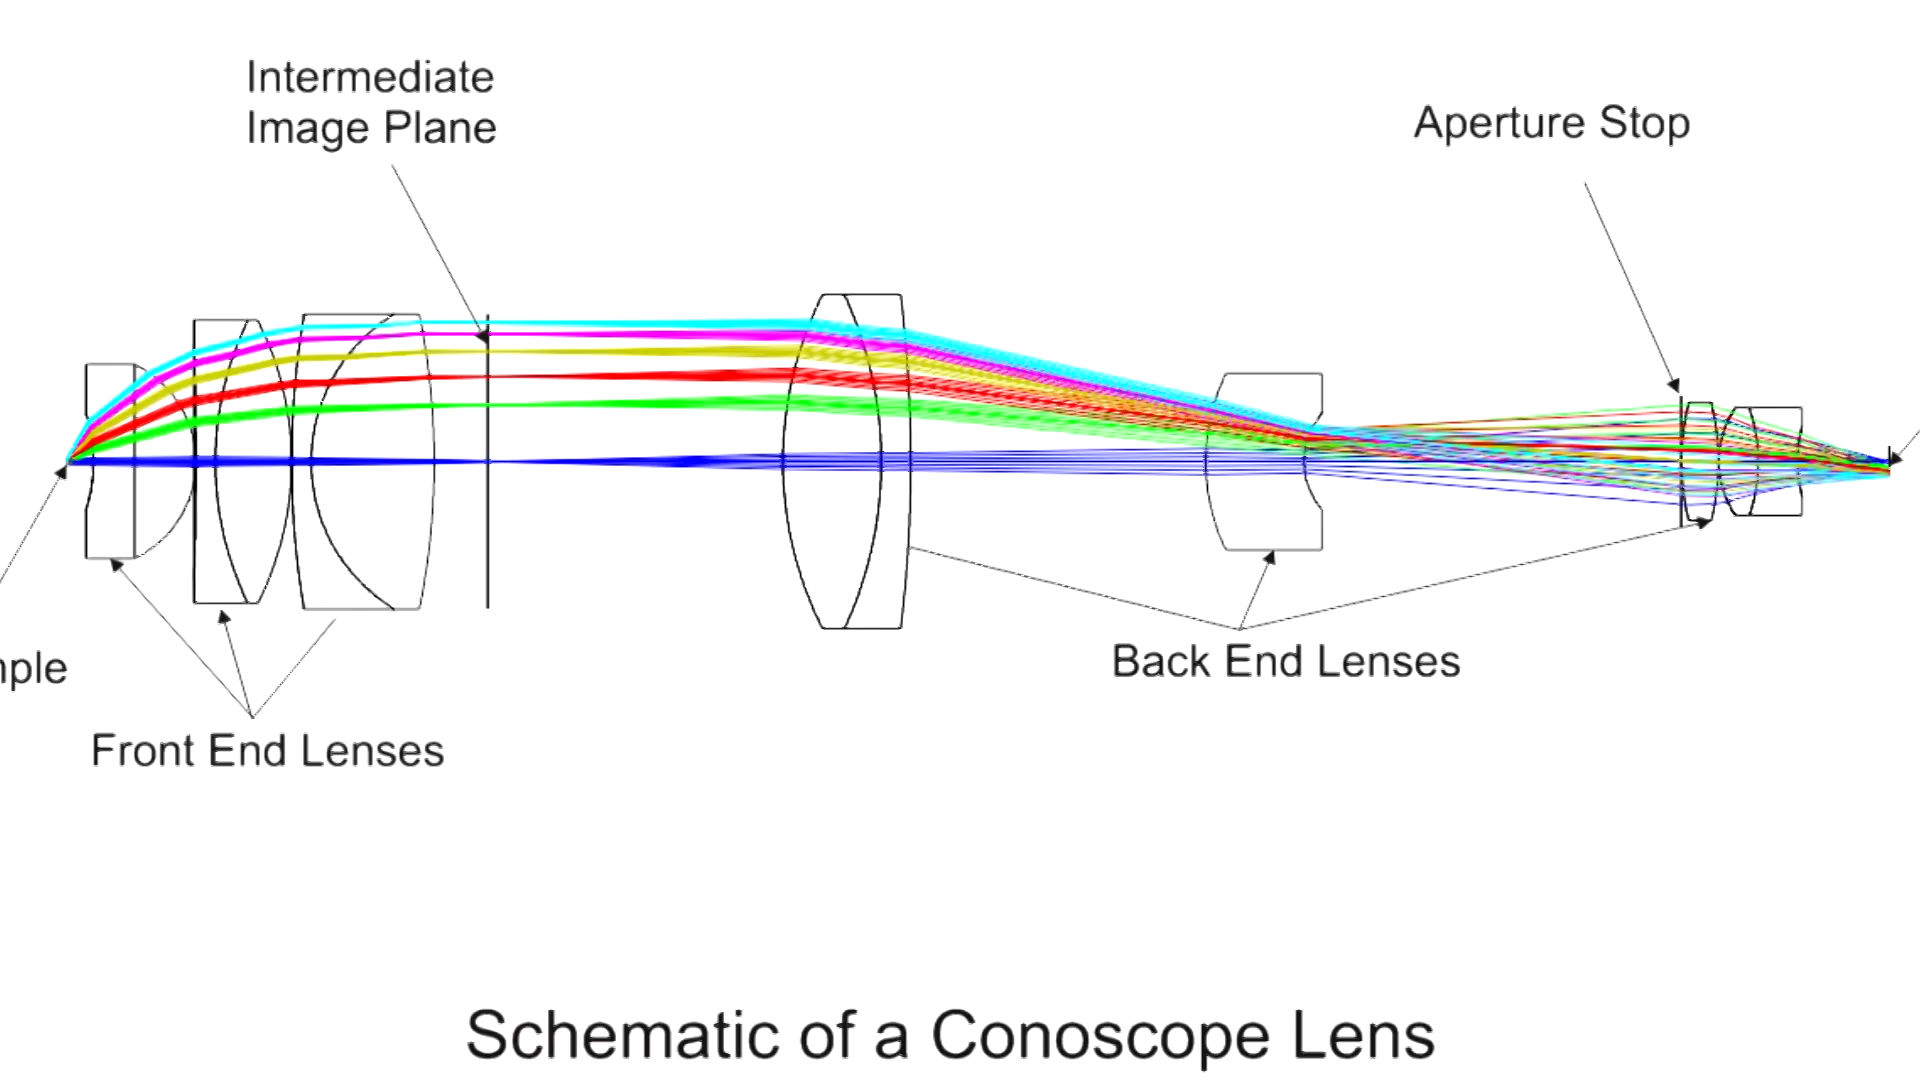 Intermediate
Image Plane
Aperture Stop
Back End Lenses
Front End Lenses
Schematic of a Conoscope Lens